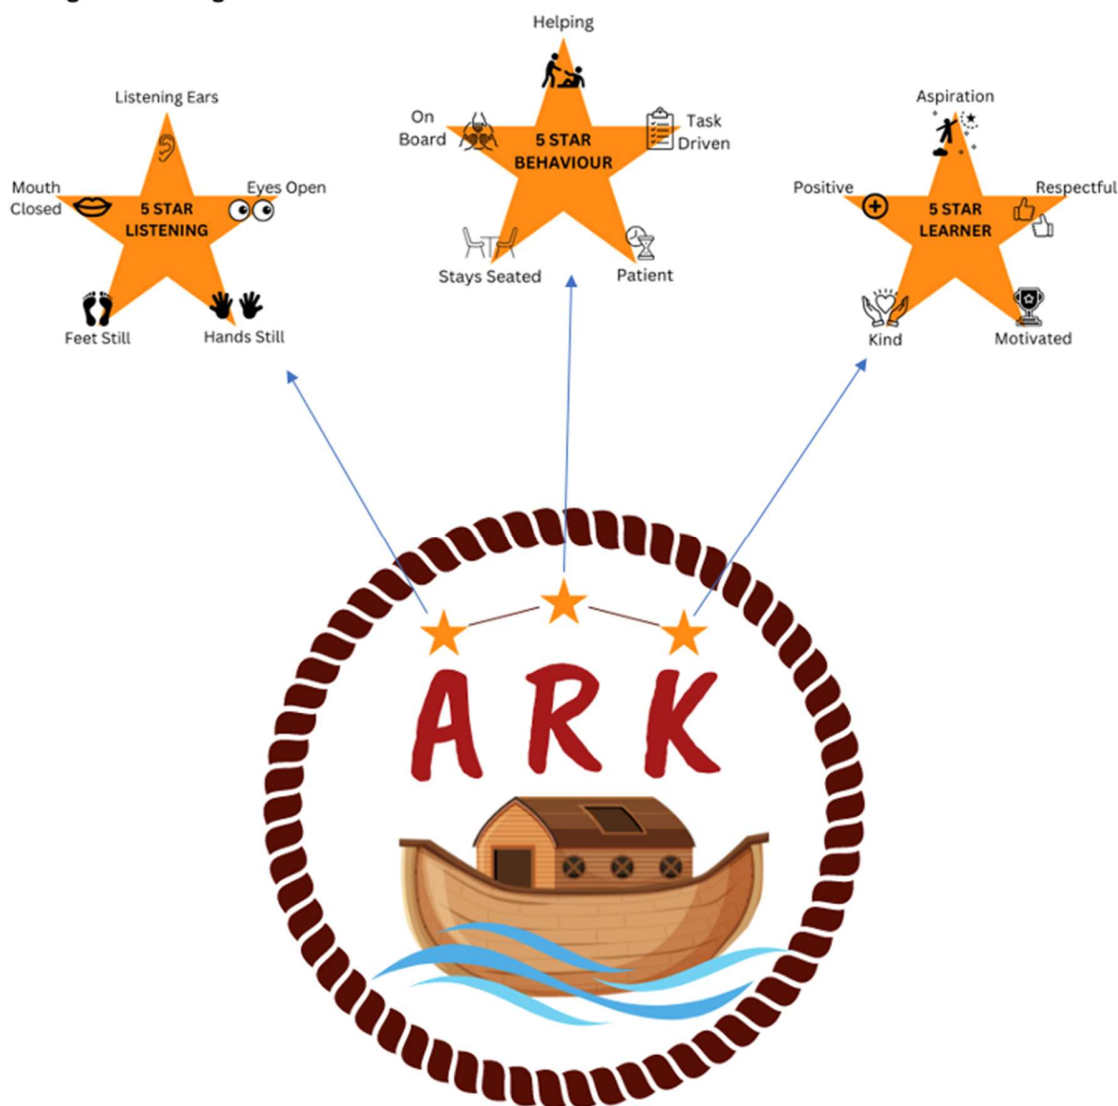 Helping
Listening Ears
Mouth
Closed
Eyes Open
5 STAR
LISTENING
Feet Still
Hands Still
On
Board
Task
Driven
5 STAR
BEHAVIOUR
Stays Seated
Patient
Aspiration
Positive
Respectful
5 STAR
LEARNER
Kind
Motivated
ARK